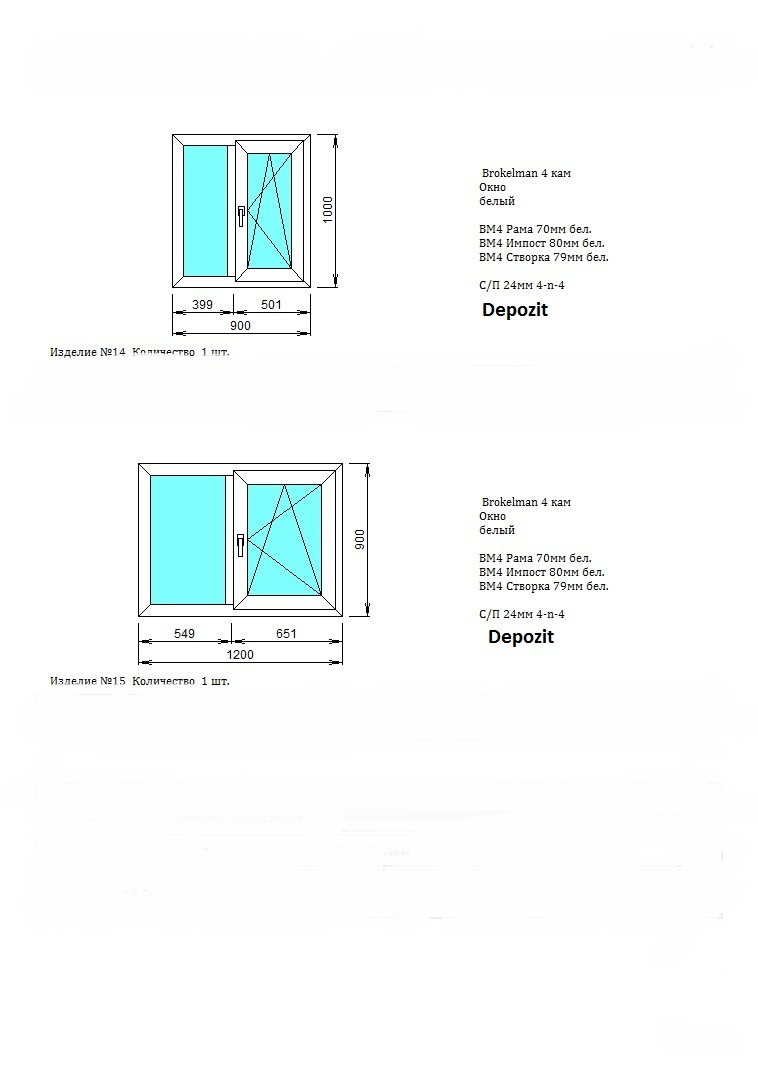 Brokelman 4 кам
Окно
белый
ВМ4 Рама 70мм бел.
ВМ4 Импост 80мм бел.
ВМ4 Створка 79мм бел.
С/П 24мм 4-n-4
Depozit
1000
399 501
900
Изделие №14 Количество 1 шт.
Brokelman 4 кам
Окно
белый
ВМ4 Рама 70мм бел.
ВМ4 Импост 80мм бел.
ВМ4 Створка 79мм бел.
С/П 24мм 4-n-4
Depozit
900
549 651
1200
Изделие №15 Количество 1 шт.